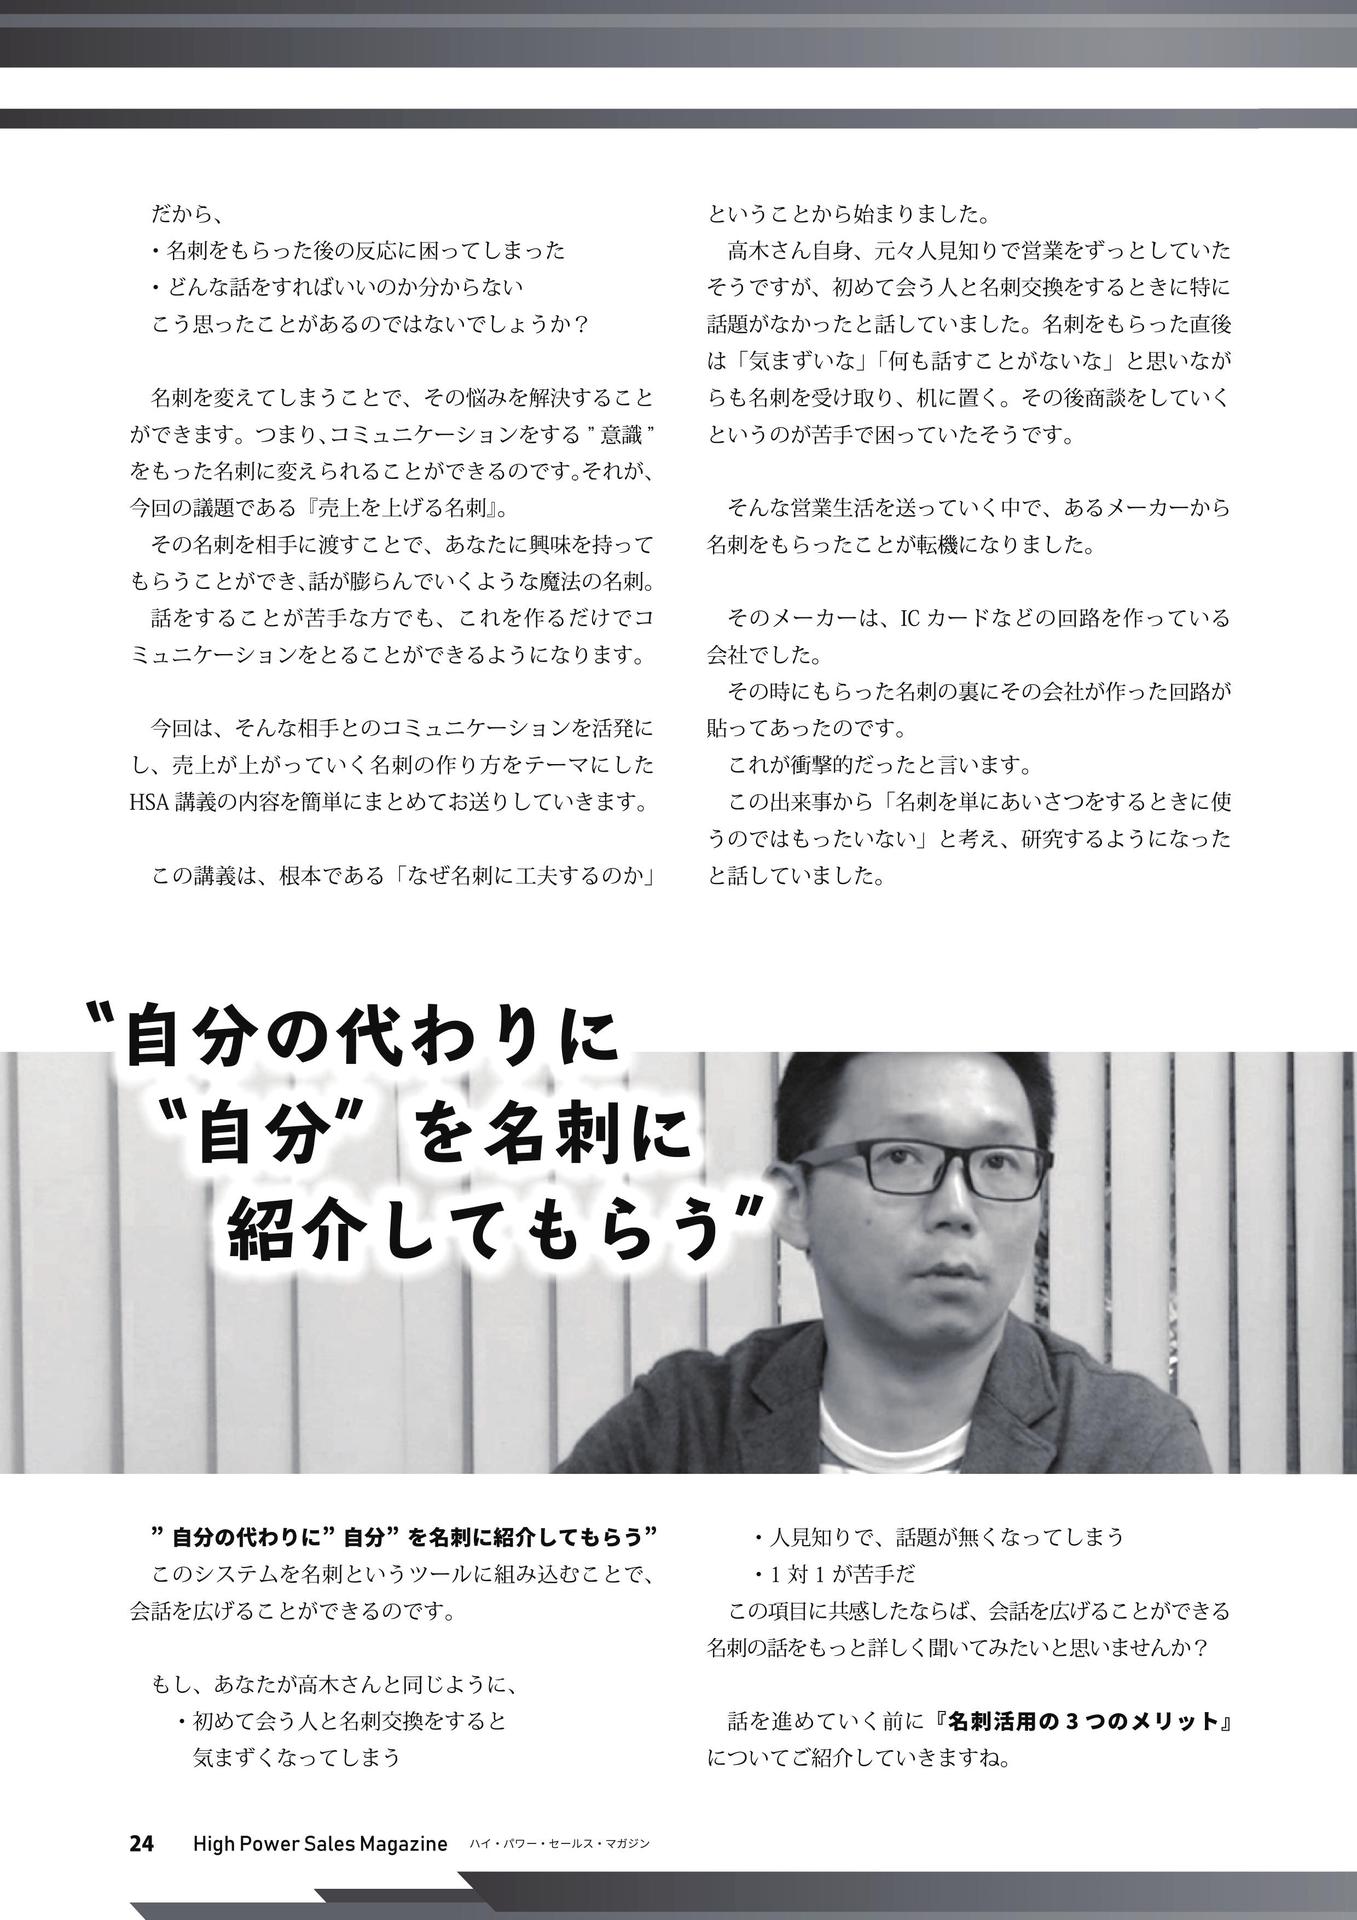 だから、
・名刺をもらった後の反応に困ってしまった
・どんな話をすればいいのか分からない
こう思ったことがあるのではないでしょうか？
名刺を変えてしまうことで、その悩みを解決すること
ができます。つまり、コミュニケーションをする”意識”
をもった名刺に変えられることができるのです。それが、
今回の議題である『売上を上げる名刺』。
その名刺を相手に渡すことで、あなたに興味を持って
もらうことができ、話が膨らんでいくような魔法の名刺。
話をすることが苦手な方でも、これを作るだけでコ
ミュニケーションをとることができるようになります。
今回は、そんな相手とのコミュニケーションを活発に
し、売上が上がっていく名刺の作り方をテーマにした
HSA 講義の内容を簡単にまとめてお送りしていきます。
この講義は、根本である「なぜ名刺に工夫するのか」
ということから始まりました。
高木さん自身、元々人見知りで営業をずっとしていた
そうですが、初めて会う人と名刺交換をするときに特に
話題がなかったと話していました。名刺をもらった直後
は「気まずいな」「何も話すことがないな」と思いなが
らも名刺を受け取り、机に置く。その後商談をしていく
というのが苦手で困っていたそうです。
そんな営業生活を送っていく中で、あるメーカーから
名刺をもらったことが転機になりました。
そのメーカーは、IC カードなどの回路を作っている
会社でした。
その時にもらった名刺の裏にその会社が作った回路が
貼ってあったのです。
これが衝撃的だったと言います。
この出来事から「名刺を単にあいさつをするときに使
うのではもったいない」と考え、研究するようになった
と話していました。
“自分の代わりに
“自分” を名刺に
紹介してもらう”
” 自分の代わりに” 自分” を名刺に紹介してもらう”
このシステムを名刺というツールに組み込むことで、
会話を広げることができるのです。
もし、あなたが高木さんと同じように、
・初めて会う人と名刺交換をすると
気まずくなってしまう
・人見知りで、話題が無くなってしまう
・1 対 1 が苦手だ
この項目に共感したならば、会話を広げることができる
名刺の話をもっと詳しく聞いてみたいと思いませんか？
話を進めていく前に『名刺活用の 3 つのメリット』
についてご紹介していきますね。
24 High Power Sales Magazine ハイ・パワー・セールス・マガジン